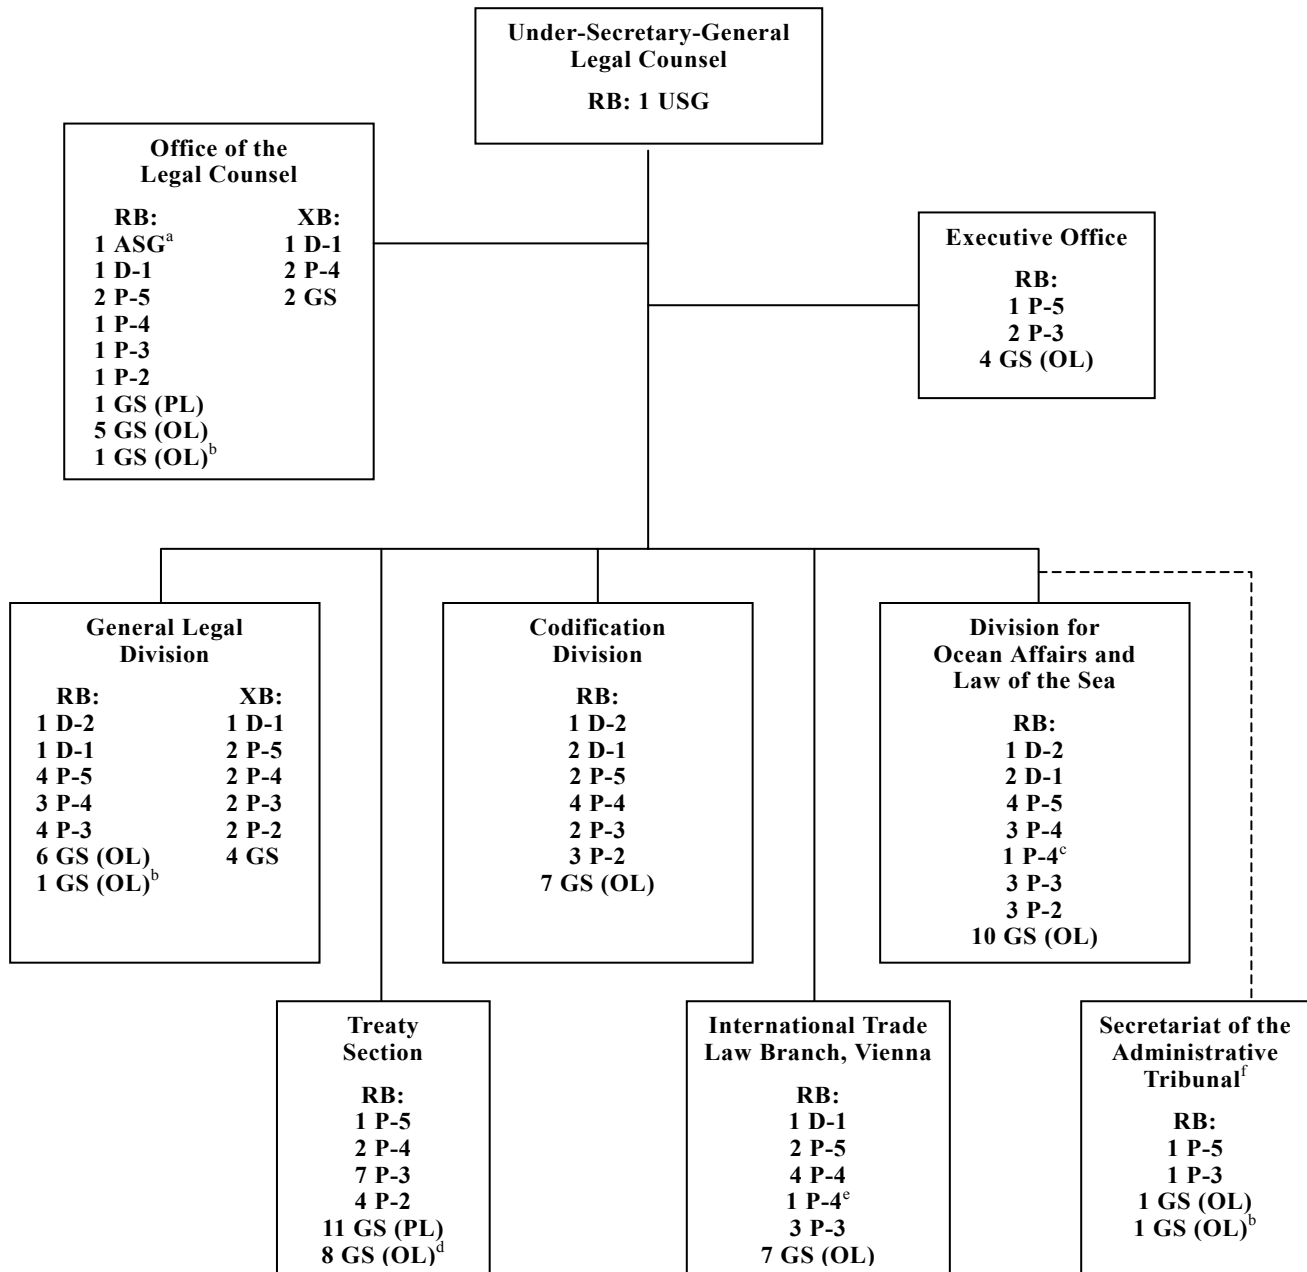 Under-Secretary-General
Legal Counsel
RB: 1 USG
Office of the
Legal Counsel
RB:
1 ASGᵃ
1 D-1
2 P-5
1 P-4
1 P-3
1 P-2
1 GS (PL)
5 GS (OL)
1 GS (OL)ᵇ
XB:
1 D-1
2 P-4
2 GS
Executive Office
RB:
1 P-5
2 P-3
4 GS (OL)
General Legal
Division
RB:
1 D-2
1 D-1
4 P-5
3 P-4
4 P-3
6 GS (OL)
1 GS (OL)ᵇ
XB:
1 D-1
2 P-5
2 P-4
2 P-3
2 P-2
4 GS
Codification
Division
RB:
1 D-2
2 D-1
2 P-5
4 P-4
2 P-3
3 P-2
7 GS (OL)
Division for
Ocean Affairs and
Law of the Sea
RB:
1 D-2
2 D-1
4 P-5
3 P-4
1 P-4ᶜ
3 P-3
3 P-2
10 GS (OL)
Treaty
Section
RB:
1 P-5
2 P-4
7 P-3
4 P-2
11 GS (PL)
8 GS (OL)ᵈ
International Trade
Law Branch, Vienna
RB:
1 D-1
2 P-5
4 P-4
1 P-4ᵉ
3 P-3
7 GS (OL)
Secretariat of the
Administrative
Tribunalᶠ
RB:
1 P-5
1 P-3
1 GS (OL)
1 GS (OL)ᵇ